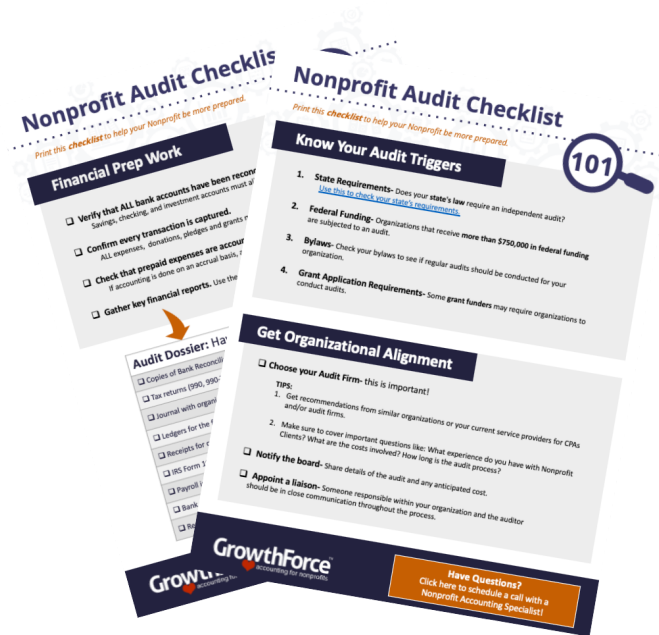 Nonprofit Audit Checklis
Print this checklist to help your Nonprofit be more prepared.
Financial Prep Work
Verify that ALL bank accounts have been recon
Savings, checking, and investment accounts must al
Confirm every transaction is captured.
ALL expenses, donations, pledges and grants
Check that prepaid expenses are accoun
If accounting is done on an accrual basis,
Gather key financial reports. Use the
Audit Dossier: Ha
Copies of Bank Reconcili
Tax returns (990, 990-
Journal with organi
Ledgers for the
Receipts for
IRS Form 1
Payroll
Bank
Re
Growth
accounting fo
Nonprofit Audit Checklist
Print this checklist to help your Nonprofit be more prepared.
101
Know Your Audit Triggers
1. State Requirements- Does your state's law require an independent audit?
Use this to check your state's requirements.
2. Federal Funding- Organizations that receive more than $750,000 in federal funding
are subjected to an audit.
3. Bylaws- Check your bylaws to see if regular audits should be conducted for your
organization.
4. Grant Application Requirements- Some grant funders may require organizations to
conduct audits.
Get Organizational Alignment
Choose your Audit Firm- this is important!
TIPS:
1. Get recommendations from similar organizations or your current service providers for CPAs
and/or audit firms.
2. Make sure to cover important questions like: What experience do you have with Nonprofit
Clients? What are the costs involved? How long is the audit process?
Notify the board- Share details of the audit and any anticipated cost.
Appoint a liaison- Someone responsible within your organization and the auditor
should be in close communication throughout the process.
GrowthForce™
accounting for nonprofits
Have Questions?
Click here to schedule a call with a
Nonprofit Accounting Specialist!